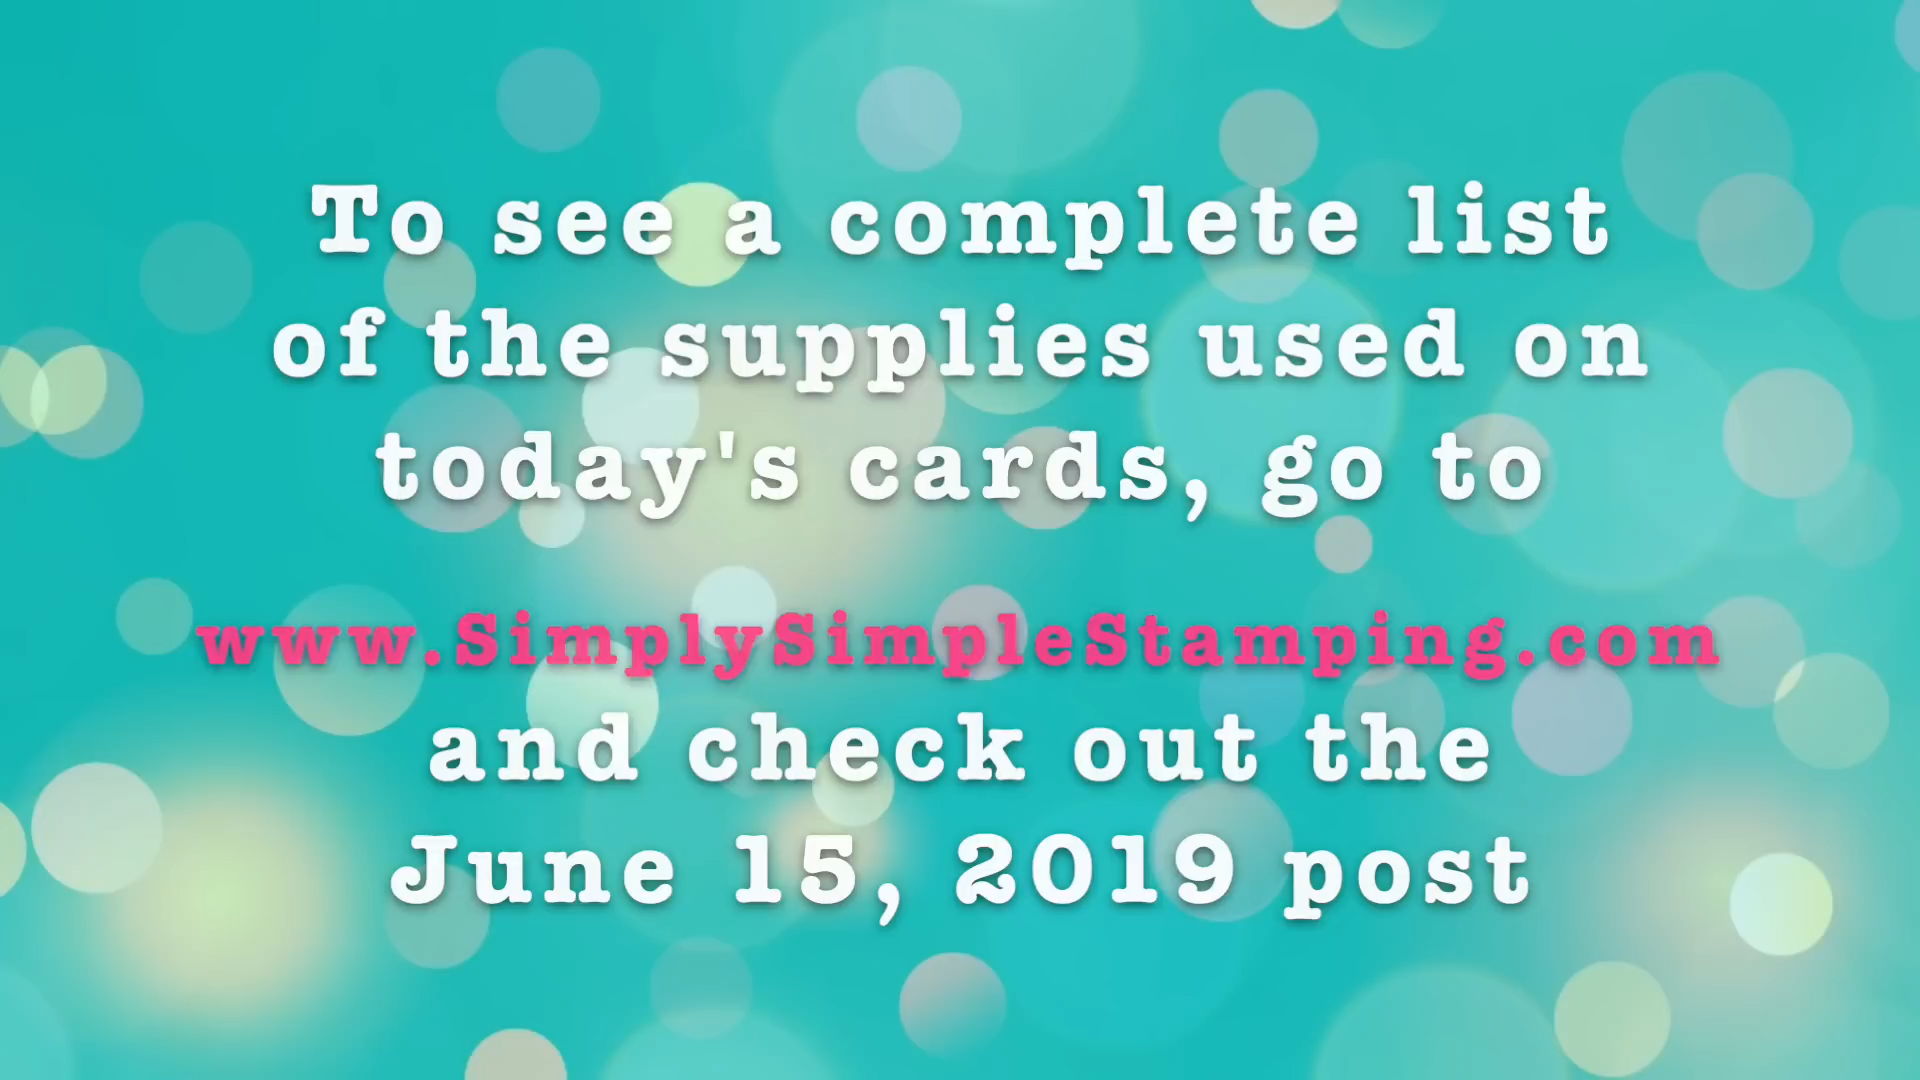 To see a complete list
of the supplies used on
today's cards, go to
www.SimplySimpleStamping.com
and check out the
June 15, 2019 post